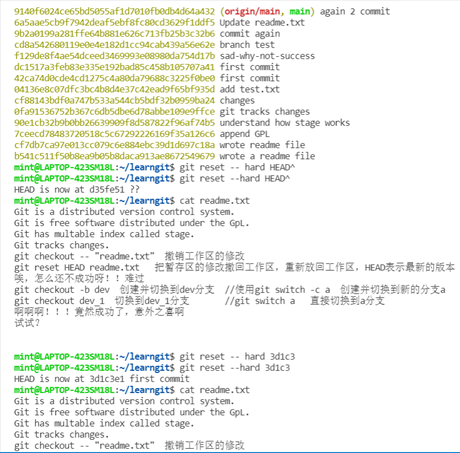 9140f6024ce65bd5055af1d7010fb0db4d64a432 (origin/main, main) again 2 commit
6a5aae5cb9f7942deaf5ebf8fc80cd3629f1ddf5 Update readme.txt
9b2a0199a281ffe64b881e626c713fb25b3c32b6 commit again
cd8a542680119e0e4e182d1cc94cab439a56e62e branch test
f129de8f4ae54dceed3469993e08980da754d17b sad-why-not-success
dc1517a3feb83e335e192bad85c458b105707a41 first commit
42ca74d0cde4cd1275c4a80da79688c3225f0be0 first commit
04136e8c07dfc3bc4b8d4e37c42ead9f65bf935d add test.txt
cf88143bdf0a747b533a544cb5bdf32b0959ba24 changes
0fa91536752b367c6db5dbe6d78abbe109e9ffce git tracks changes
90e1cb32b9b0bb26639909f8d587822f96af74b5 understand how stage works
7ceecd78483720518c5c67292226169f35a126c6 append GPL
cf7db7ca97e013cc079c6e884ebc39d1d697c18a wrote readme file
b541c511f50b8ea9b05b8daca913ae8672549679 wrote a readme file
mint@LAPTOP-423SM18L:~/learngit$ git reset -- hard HEAD^
mint@LAPTOP-423SM18L:~/learngit$ git reset --hard HEAD^
HEAD is now at d35fe51 ??
mint@LAPTOP-423SM18L:~/learngit$ cat readme.txt
Git is a distributed version control system.
Git is free software distributed under the GpL.
Git has multable index called stage.
Git tracks changes.
git checkout -- "readme.txt" 撤销工作区的修改
git reset HEAD readme.txt 把暂存区的修改撤回工作区，重新放回工作区，HEAD表示最新的版本
唉，怎么还不成功呀！！难过
git checkout -b dev 创建并切换到dev分支 //使用git switch -c a 创建并切换到新的分支a
git checkout dev_1 切换到dev_1分支 //git switch a 直接切换到a分支
啊啊啊！！！竟然成功了，意外之喜啊
试试？
mint@LAPTOP-423SM18L:~/learngit$ git reset -- hard 3d1c3
mint@LAPTOP-423SM18L:~/learngit$ git reset --hard 3d1c3
HEAD is now at 3d1c3e1 first commit
mint@LAPTOP-423SM18L:~/learngit$ cat readme.txt
Git is a distributed version control system.
Git is free software distributed under the GpL.
Git has multable index called stage.
Git tracks changes.
git checkout -- "readme.txt" 撤销工作区的修改